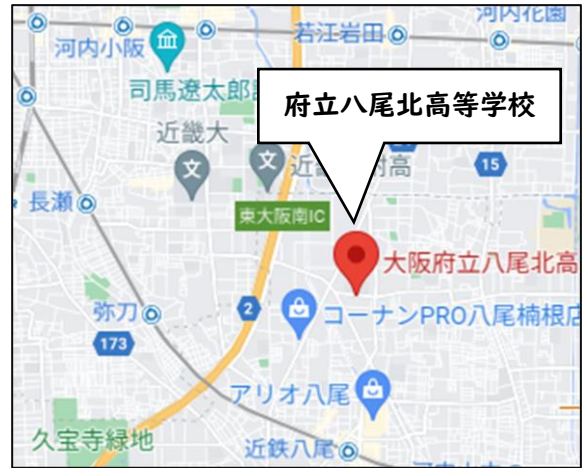 河内花園
若江岩田
河内小阪
司馬遼太郎
府立八尾北高等学校
近畿大
15
長瀬
東大阪南IC
大阪府立八尾北高
弥刀
2
コーナンPRO八尾楠根店
173
アリオ八尾
久宝寺緑地
近鉄八尾